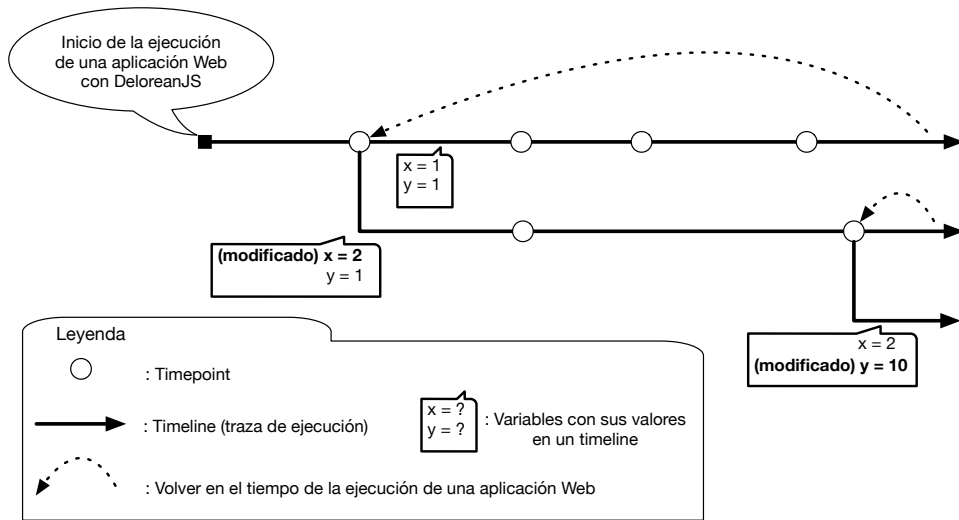 Inicio de la ejecución
de una aplicación Web
con DeloreanJS
x = 1
y = 1
(modificado) x = 2
y = 1
x = 2
(modificado) y = 10
Leyenda
: Timepoint
: Timeline (traza de ejecución)
x = ?
y = ?
: Variables con sus valores
en un timeline
: Volver en el tiempo de la ejecución de una aplicación Web